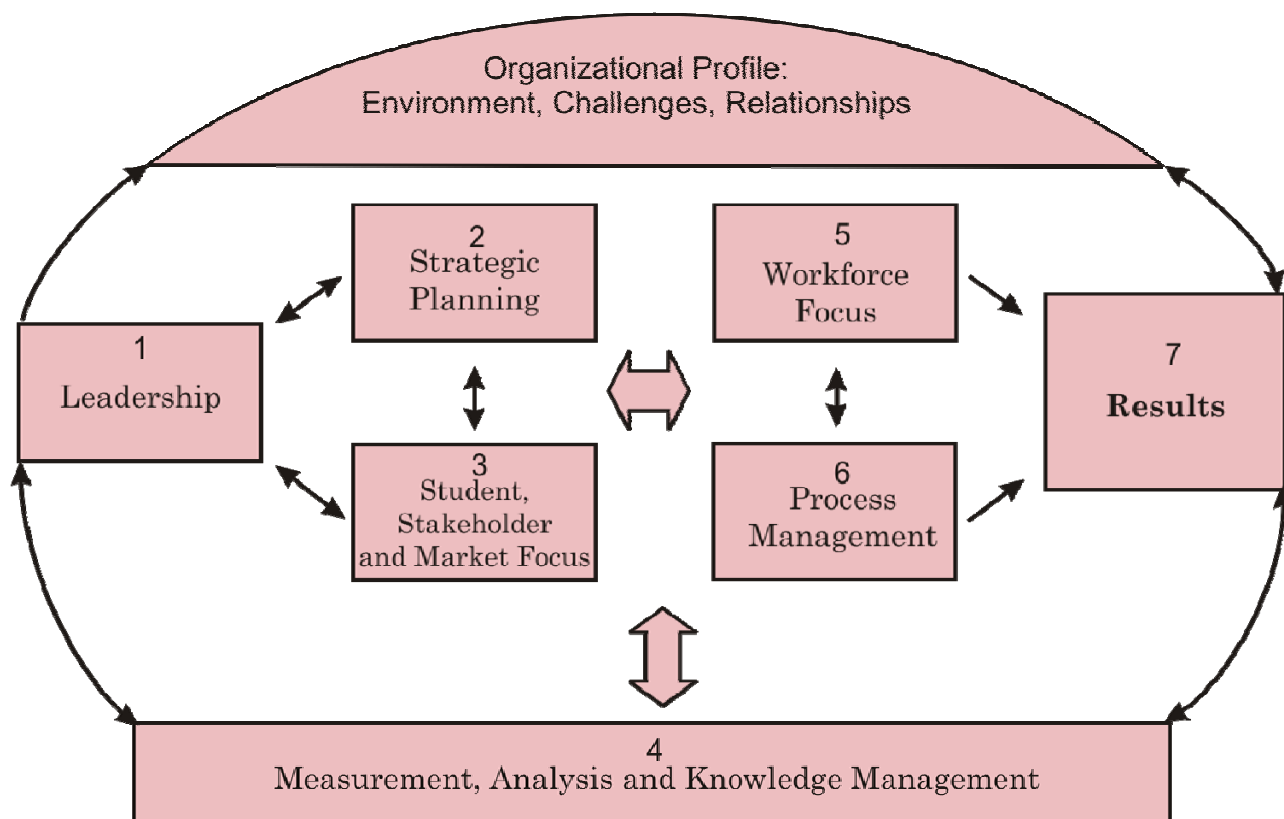 Organizational Profile:
Environment, Challenges, Relationships
1
Leadership
2
Strategic
Planning
3
Student,
Stakeholder
and Market Focus
5
Workforce
Focus
6
Process
Management
7
Results
4
Measurement, Analysis and Knowledge Management